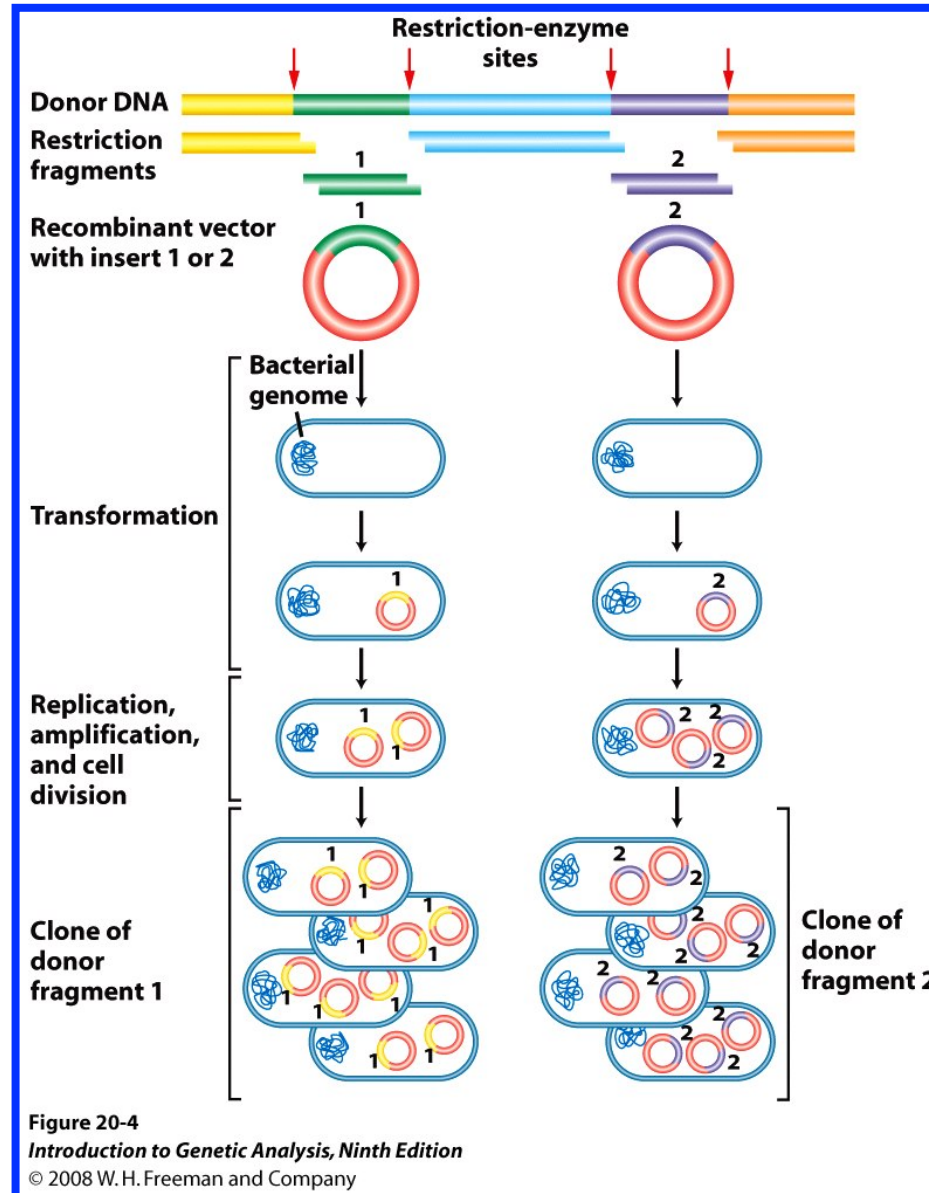 Restriction-enzyme
sites
Donor DNA
Restriction
fragments
1
2
1
2
Recombinant vector
with insert 1 or 2
Bacterial
genome
Transformation
1
2
Replication,
amplification,
and cell
division
1
1
2
2
2
Clone of
donor
fragment 1
1
1
1
1
1
1
1
1
1
1
2
2
2
2
2
2
2
2
2
2
Clone of
donor
fragment 2
Figure 20-4
Introduction to Genetic Analysis, Ninth Edition
© 2008 W. H. Freeman and Company